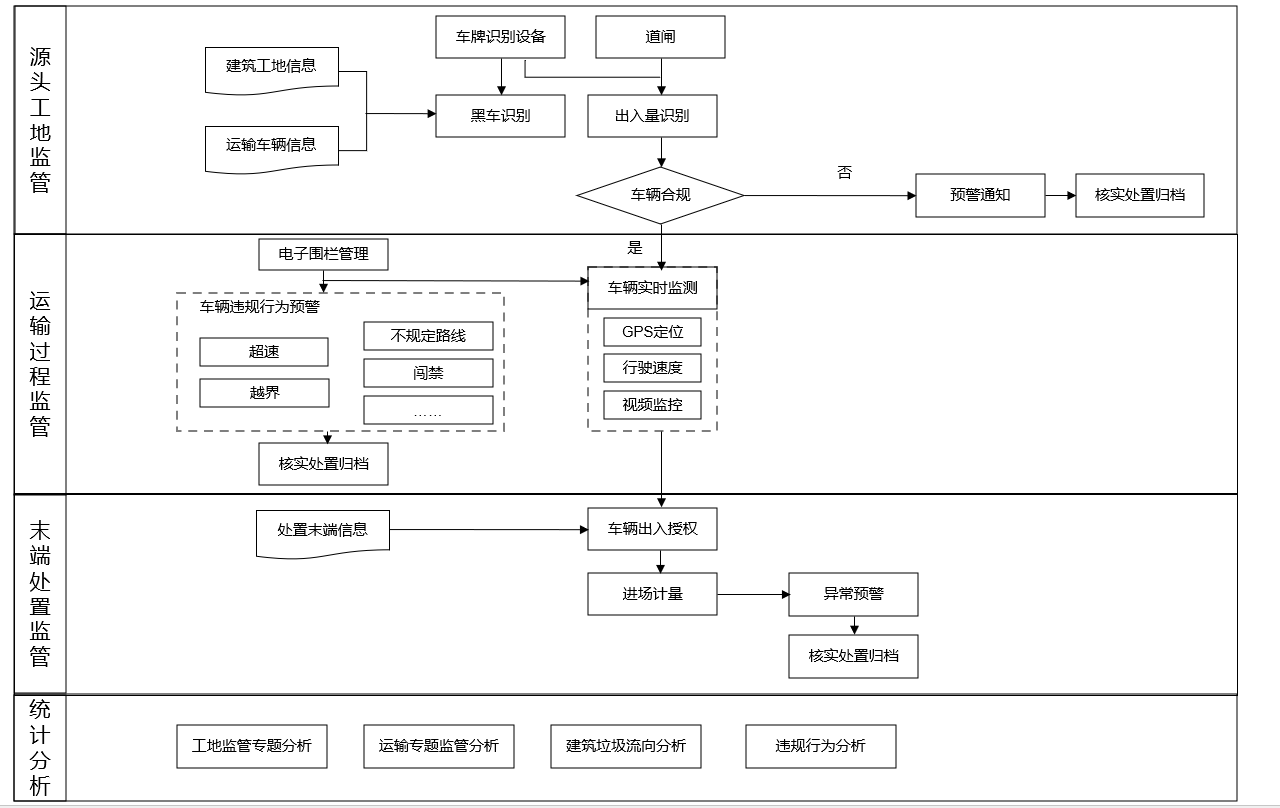 源头工地监管
车牌识别设备
道闸
建筑工地信息
黑车识别
出入量识别
运输车辆信息
车辆合规
否
预警通知
核实处置归档
运输过程监管
是
电子围栏管理
车辆实时监测
车辆违规行为预警
不规定路线
GPS定位
超速
闯禁
行驶速度
越界
……
视频监控
核实处置归档
末端处置监管
处置末端信息
车辆出入授权
进场计量
异常预警
核实处置归档
统计分析
工地监管专题分析
运输专题监管分析
建筑垃圾流向分析
违规行为分析